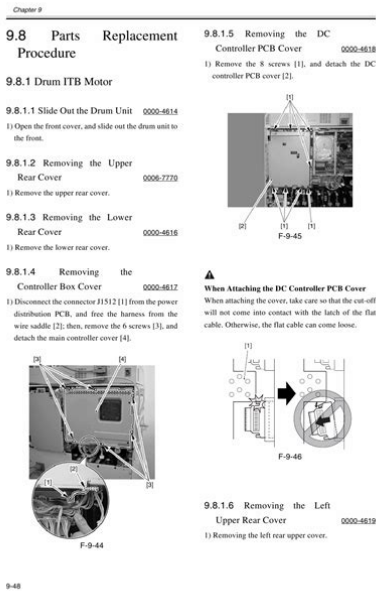 Chapter 9
9.8 Parts Replacement
Procedure
9.8.1 Drum ITB Motor
9.8.1.1 Slide Out the Drum Unit 0000-4614
1) Open the front cover, and slide out the drum unit to
the front.
9.8.1.2 Removing the Upper
Rear Cover 0006-7770
1) Remove the upper rear cover.
9.8.1.3 Removing the Lower
Rear Cover 0000-4616
1) Remove the lower rear cover.
9.8.1.4 Removing the
Controller Box Cover 0000-4617
1) Disconnect the connector J1512 [1] from the power
distribution PCB, and free the harness from the
wire saddle [2]; then, remove the 6 screws [3], and
detach the main controller cover [4].
[3] [4]
[2]
[1]
[3]
F-9-44
9.8.1.5 Removing the DC
Controller PCB Cover 0000-4618
1) Remove the 8 screws [1], and detach the DC
controller PCB cover [2].
[1]
[2] [1] [1]
F-9-45
When Attaching the DC Controller PCB Cover
When attaching the cover, take care so that the cut-off
will not come into contact with the latch of the flat
cable. Otherwise, the flat cable can come loose.
[1]
F-9-46
9.8.1.6 Removing the Left
Upper Rear Cover 0000-4619
1) Removing the left rear upper cover.
9-48